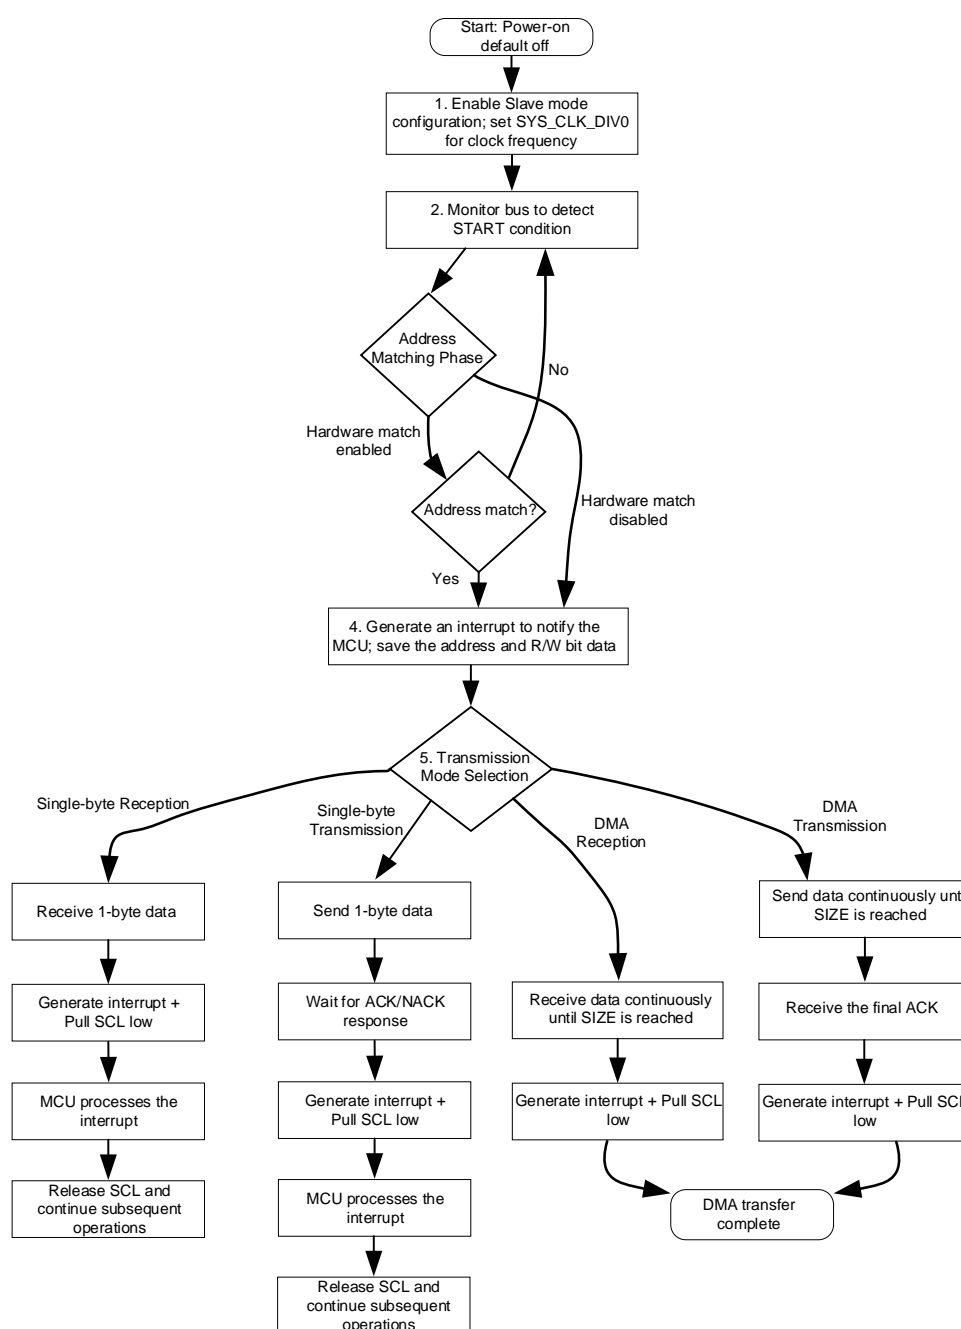 Start: Power-on
default off
1. Enable Slave mode
configuration; set SYS_CLK_DIV0
for clock frequency
2. Monitor bus to detect
START condition
Address
Matching Phase
No
Hardware match
enabled
Address match?
Hardware match
disabled
Yes
4. Generate an interrupt to notify the
MCU; save the address and R/W bit data
5. Transmission
Mode Selection
Single-byte Reception
Single-byte
Transmission
DMA
Reception
DMA
Transmission
Receive 1-byte data
Generate interrupt +
Pull SCL low
MCU processes the
interrupt
Release SCL and
continue subsequent
operations
Send 1-byte data
Wait for ACK/NACK
response
Generate interrupt +
Pull SCL low
MCU processes the
interrupt
Release SCL and
continue subsequent
operations
Receive data continuously
until SIZE is reached
Generate interrupt + Pull SCL
low
Send data continuously unt
SIZE is reached
Receive the final ACK
Generate interrupt + Pull SCL
low
DMA transfer
complete